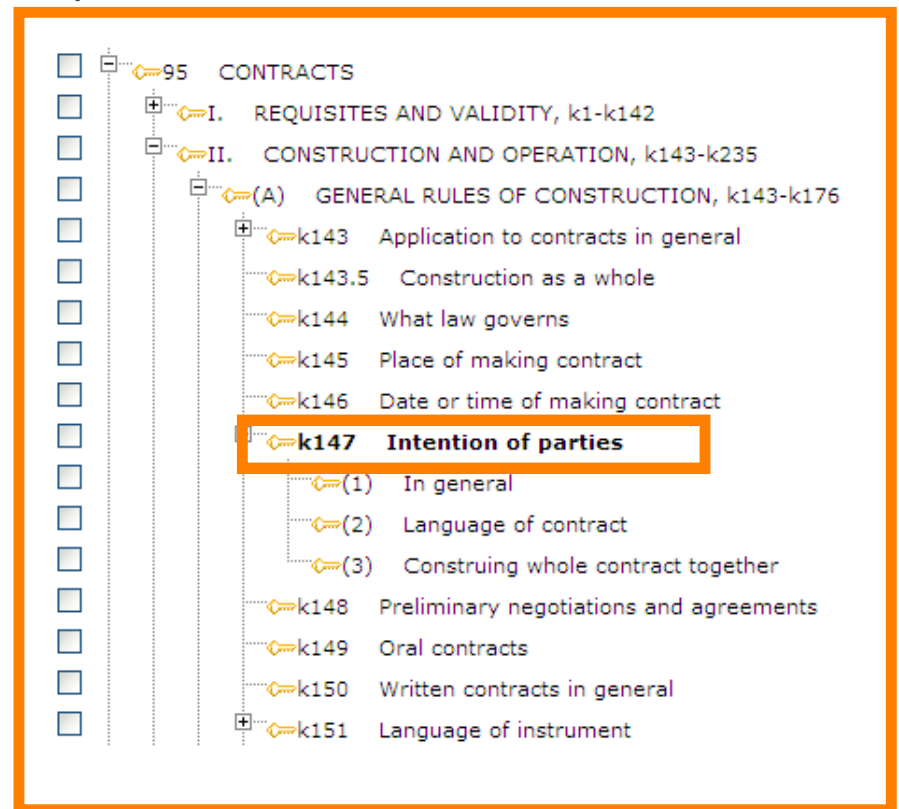 95 CONTRACTS
I. REQUISITES AND VALIDITY, k1-k142
II. CONSTRUCTION AND OPERATION, k143-k235
(A) GENERAL RULES OF CONSTRUCTION, k143-k176
k143 Application to contracts in general
k143.5 Construction as a whole
k144 What law governs
k145 Place of making contract
k146 Date or time of making contract
k147 Intention of parties
(1) In general
(2) Language of contract
(3) Construing whole contract together
k148 Preliminary negotiations and agreements
k149 Oral contracts
k150 Written contracts in general
k151 Language of instrument